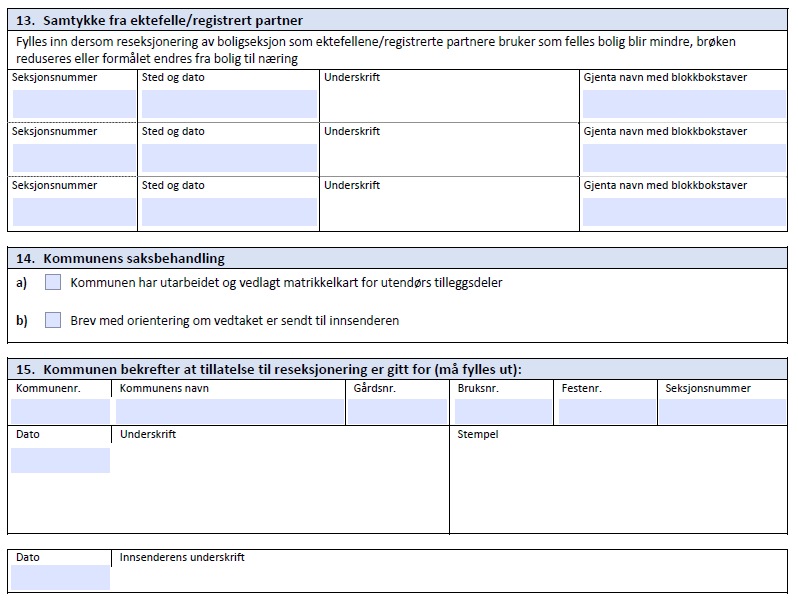 13. Samtykke fra ektefelle/registrert partner
Fylles inn dersom reseksjonering av boligseksjon som ektefellene/registrerte partnere bruker som felles bolig blir mindre, brøken
reduseres eller formålet endres fra bolig til næring
Seksjonsnummer Sted og dato Underskrift Gjenta navn med blokkbokstaver
Seksjonsnummer Sted og dato Underskrift Gjenta navn med blokkbokstaver
Seksjonsnummer Sted og dato Underskrift Gjenta navn med blokkbokstaver
14. Kommunens saksbehandling
a) Kommunen har utarbeidet og vedlagt matrikkelkart for utendørs tilleggsdeler
b) Brev med orientering om vedtaket er sendt til innsenderen
15. Kommunen bekrefter at tillatelse til reseksjonering er gitt for (må fylles ut):
Kommunenr. Kommunens navn Gårdsnr. Bruksnr. Festenr. Seksjonsnummer
Dato Underskrift Stempel
Dato Innsenderens underskrift